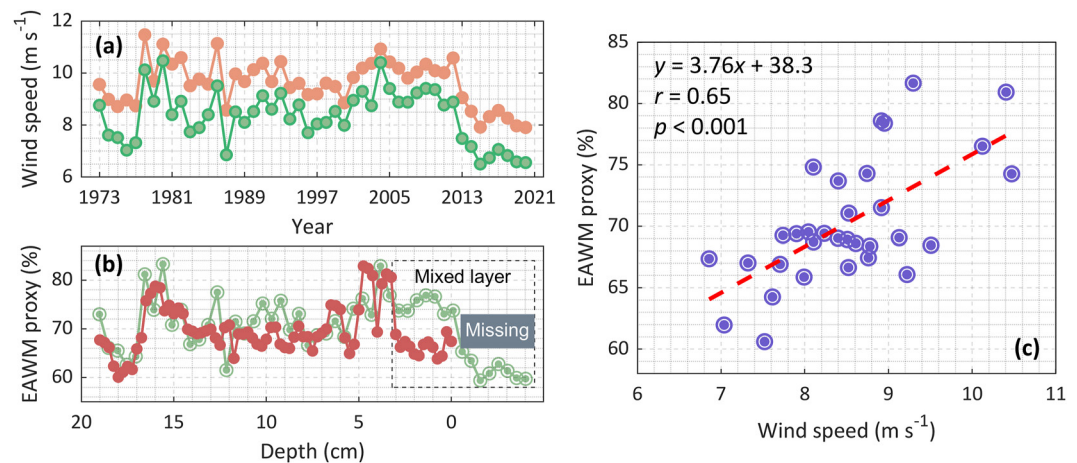 (a)
Wind speed (m s⁻¹)
12
10
8
6
1973 1981 1989 1997 2005 2013 2021
Year
(b)
EAWM proxy (%)
80
70
60
Mixed layer
Missing
20 15 10 5 0
Depth (cm)
y = 3.76x + 38.3
r = 0.65
p < 0.001
EAWM proxy (%)
85
80
75
70
65
60
(c)
6 7 8 9 10 11
Wind speed (m s⁻¹)